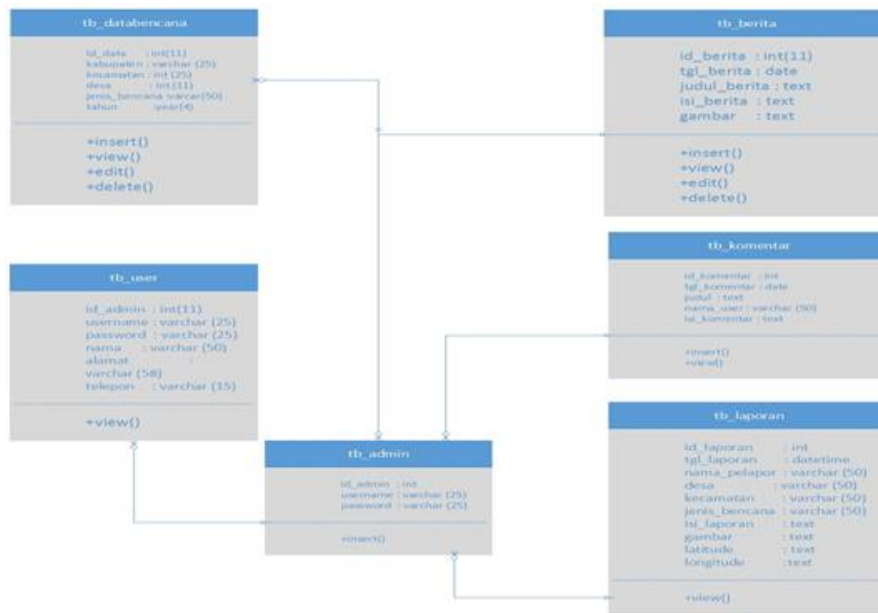 tb_databencana
id_data : int(11)
kabupaten : varchar (25)
kecamatan : int (25)
desa : int (11)
jenis_bencana :varcar(50)
tahun :year(4)
+insert()
+view()
+edit()
+delete()
tb_berita
id_berita : int(11)
tgl_berita : date
judul_berita : text
isi_berita : text
gambar : text
+insert()
+view()
+edit()
+delete()
tb_user
id_admin : int(11)
username : varchar (25)
password : varchar (25)
nama : varchar (50)
alamat :
varchar (58)
telepon : varchar (15)
+view()
tb_komentar
id_komentar : int
tgl_komentar : date
judul : text
nama_user : varchar (50)
isi_komentar : text
+insert()
+view()
tb_admin
id_admin : int
username : varchar (25)
password : varchar (25)
+insert()
tb_laporan
id_laporan : int
tgl_laporan : datetime
nama_pelapor : varchar (50)
desa : varchar (50)
kecamatan : varchar (50)
jenis_bencana : varchar (50)
isi_laporan : text
gambar : text
latitude : text
longitude :text
+view()